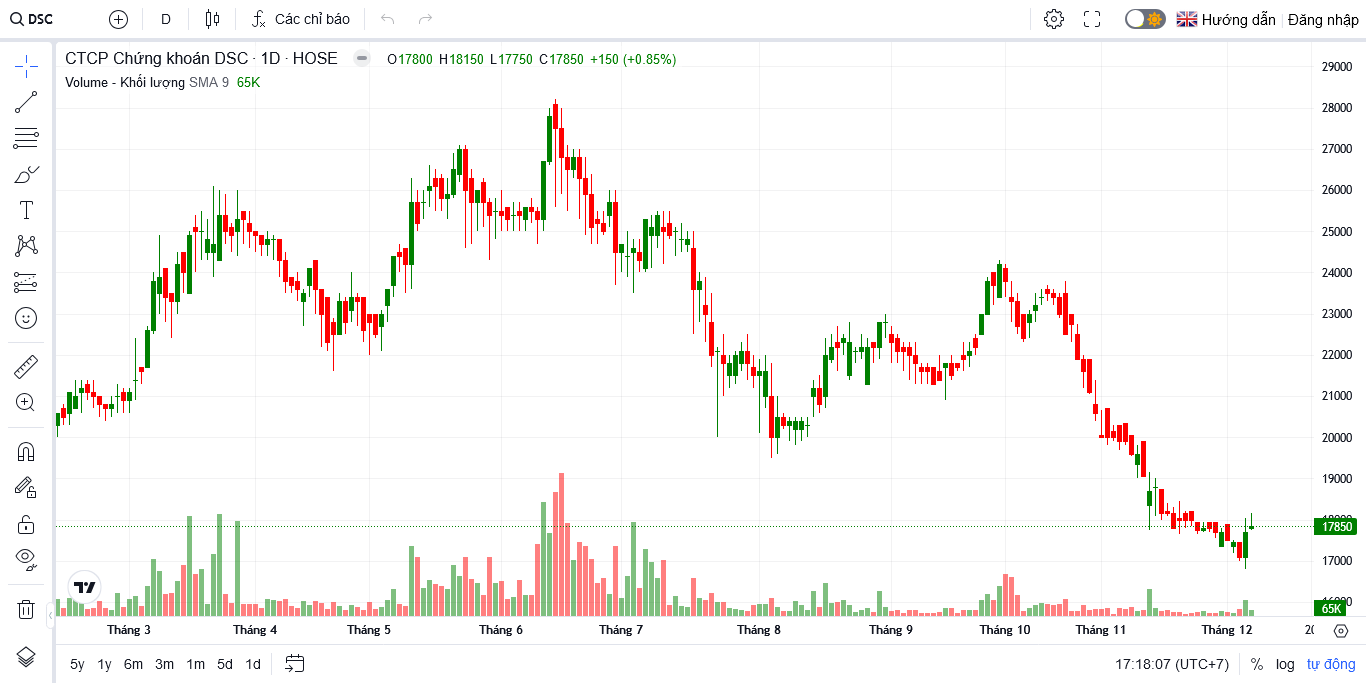 DSC D Các chỉ báo Hướng dẫn Đăng nhập
CTCP Chứng khoán DSC · 1D · HOSE O17800 H18150 L17750 C17850 +150 (+0.85%)
Volume - Khối lượng SMA 9 65K
29000
28000
27000
26000
25000
24000
23000
22000
21000
20000
19000
18000
17850
17000
16000
65K
Tháng 3 Tháng 4 Tháng 5 Tháng 6 Tháng 7 Tháng 8 Tháng 9 Tháng 10 Tháng 11 Tháng 12
5y 1y 6m 3m 1m 5d 1d 17:18:07 (UTC+7) % log tự động